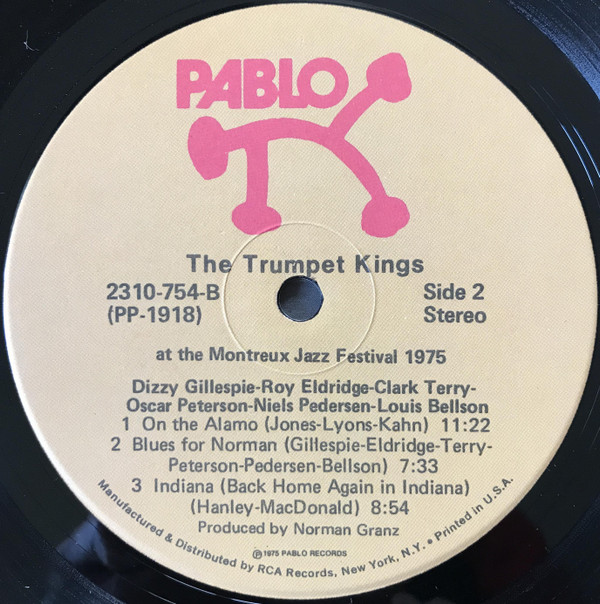 PABLO
The Trumpet Kings
2310-754-B Side 2
(PP-1918) Stereo
at the Montreux Jazz Festival 1975
Dizzy Gillespie-Roy Eldridge-Clark Terry-
Oscar Peterson-Niels Pedersen-Louis Bellson
1 On the Alamo (Jones-Lyons-Kahn) 11:22
2 Blues for Norman (Gillespie-Eldridge-Terry-
Peterson-Pedersen-Bellson) 7:33
3 Indiana (Back Home Again in Indiana)
(Hanley-MacDonald) 8:54
Produced by Norman Granz
℗1975 PABLO RECORDS
Manufactured & Distributed by RCA Records, New York, N.Y. • Printed in U.S.A.